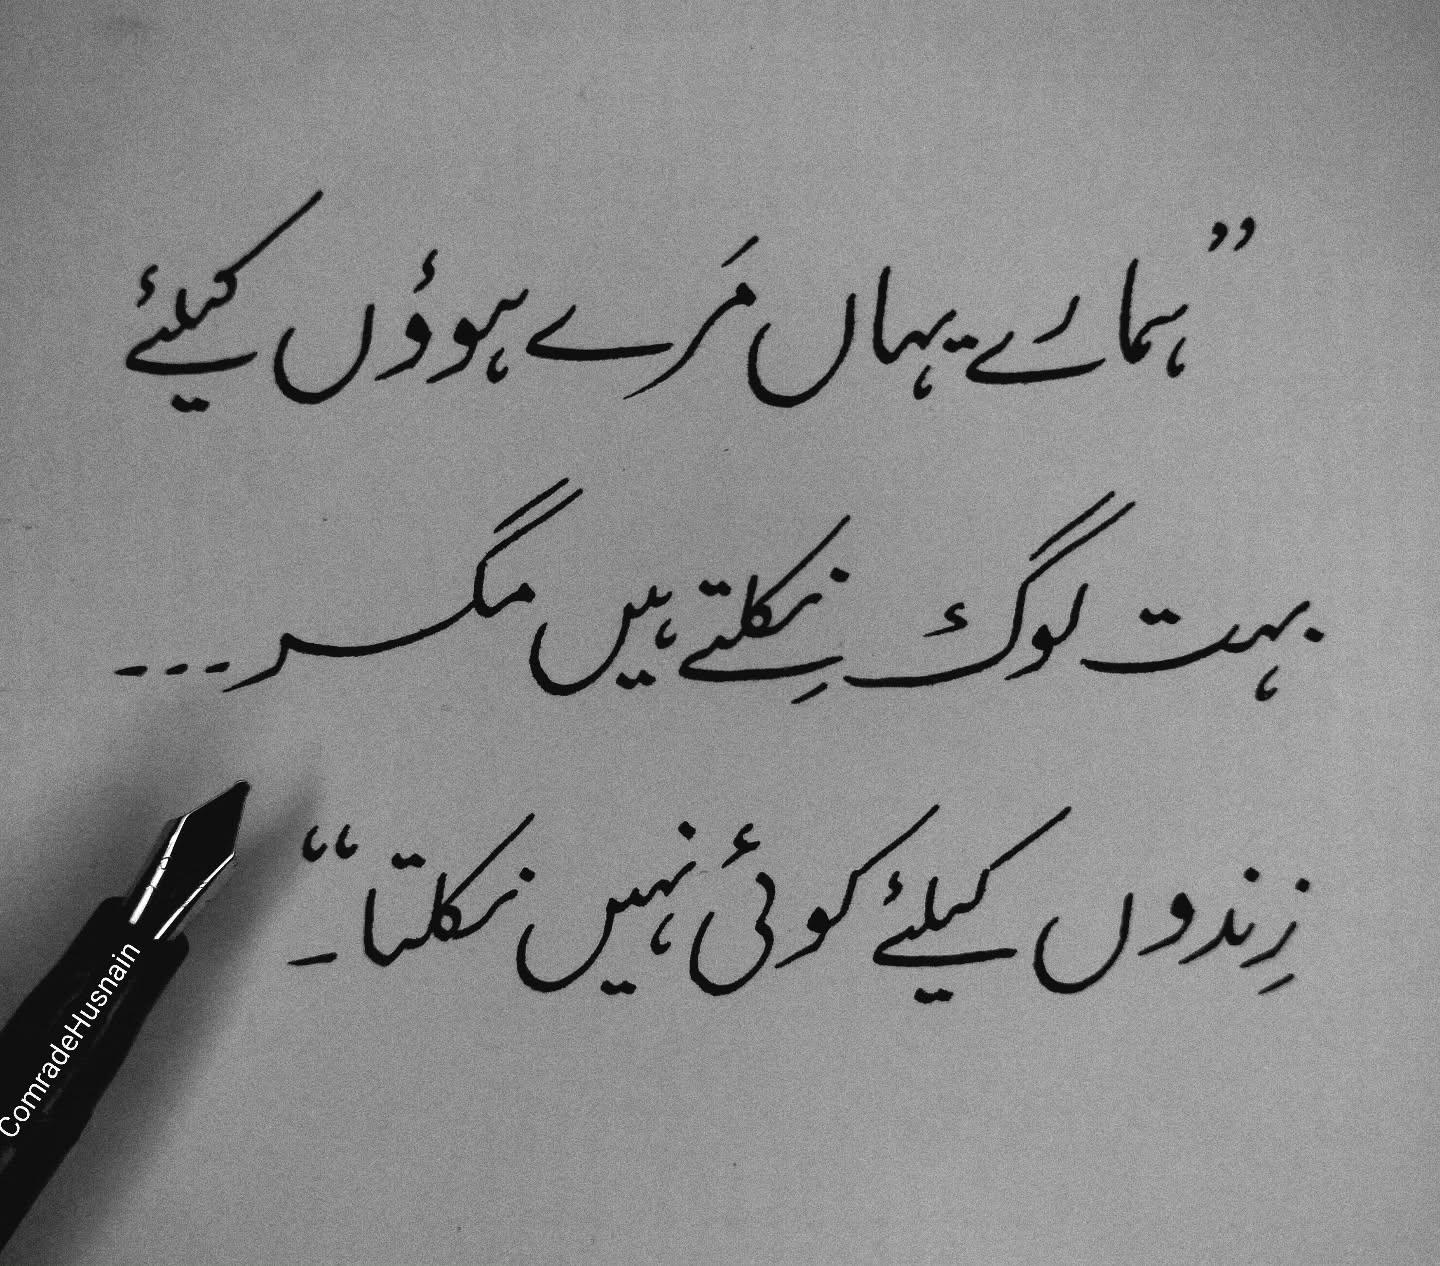 ”ہمارے یہاں مَرے ہوؤں کیلئے
بہت لوگ نِکلتے ہیں مگر ---
زِندوں کیلئے کوئی نہیں نکلتا“۔
ComradeHusnain